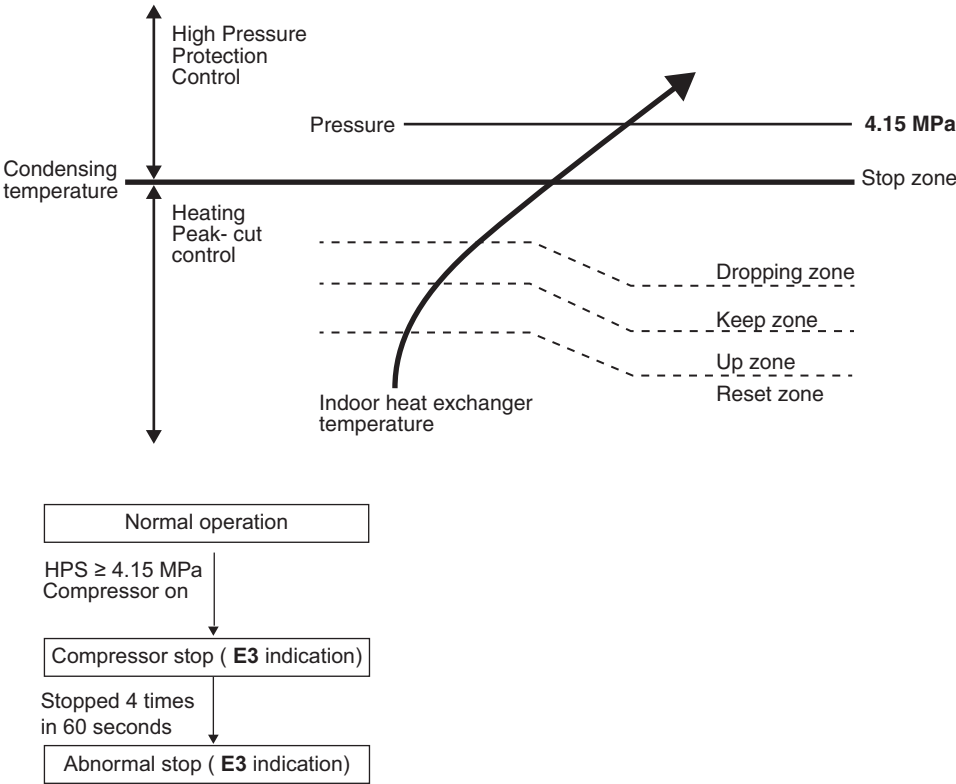 High Pressure
Protection
Control
Pressure
4.15 MPa
Condensing
temperature
Stop zone
Heating
Peak- cut
control
Dropping zone
Keep zone
Up zone
Reset zone
Indoor heat exchanger
temperature
Normal operation
HPS ≥ 4.15 MPa
Compressor on
Compressor stop ( E3 indication)
Stopped 4 times
in 60 seconds
Abnormal stop ( E3 indication)